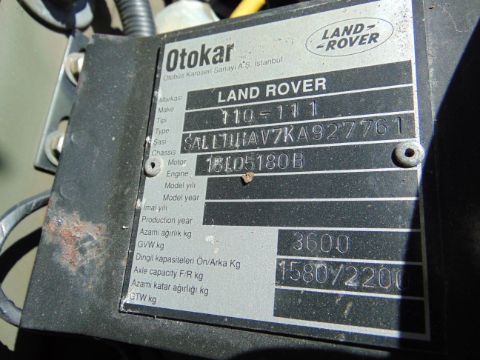 Otokar
LAND-
-ROVER
Otobüs Karoseri Sanayi A.Ş. İstanbul
Markası
Make
LAND ROVER
Tipi
Type
110-111
Şasi
Chassis
Motor
Engine
18L05180B
Model yılı
Model year
İmal yılı
Production year
Azami ağırlık kg
GVW kg
3600
Dingil kapasiteleri Ön/Arka Kg
Axle capacity F/R kg
1580/2200
Azami katar ağırlığı kg
GTW kg